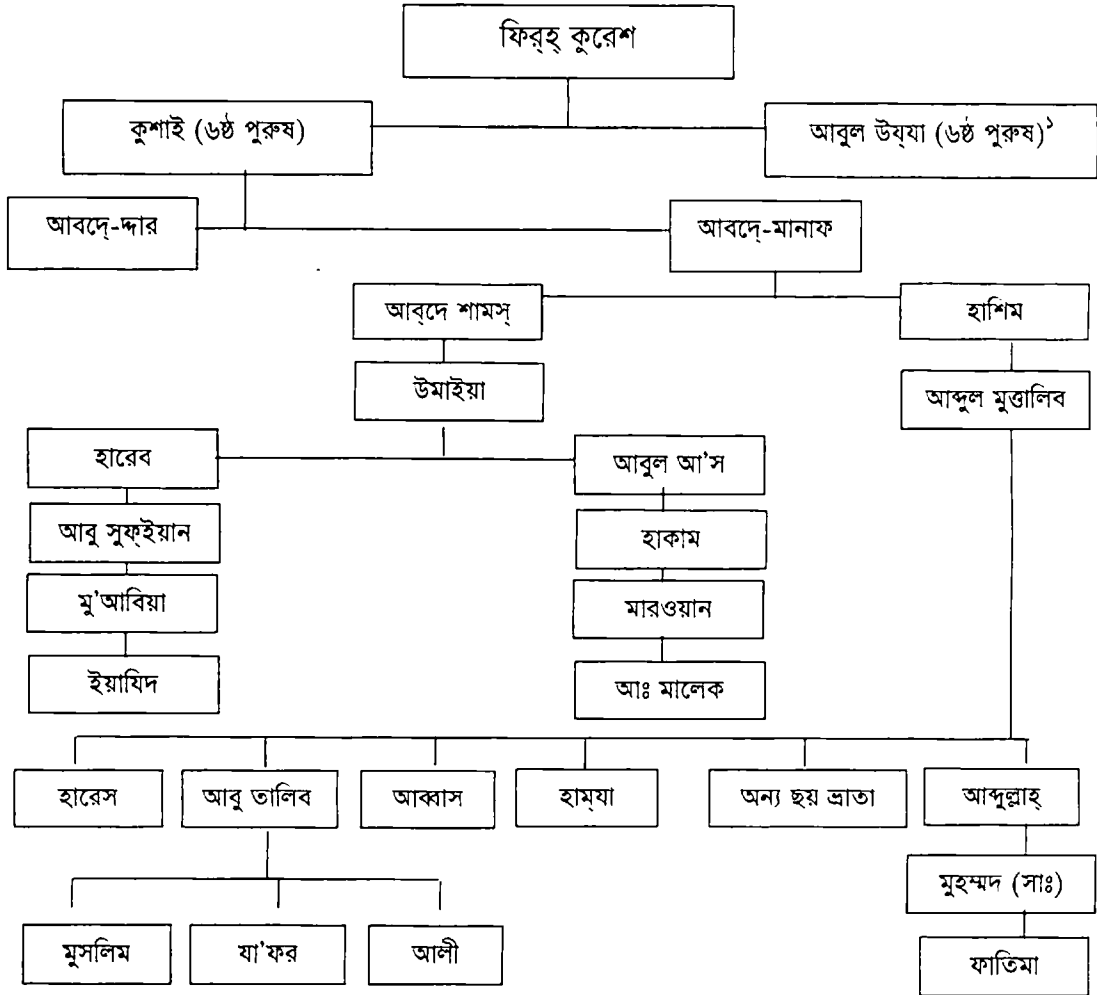 ফির্‌হ্ কুরেশ
কুশাই (৬ষ্ঠ পুরুষ)
আবুল উয্‌যা (৬ষ্ঠ পুরুষ)১
আবদে্-দ্দার
আবদে্-মানাফ
আব্‌দে শামস্
হাশিম
উমাইয়া
আব্দুল মুত্তালিব
হারেব
আবুল আ'স
আবু সুফ্‌ইয়ান
হাকাম
মু'আবিয়া
মারওয়ান
ইয়াযিদ
আঃ মালেক
হারেস
আবু তালিব
আব্বাস
হাম্‌যা
অন্য ছয় ভ্রাতা
আব্দুল্লাহ্
মুহম্মদ (সাঃ)
মুসলিম
যা'ফর
আলী
ফাতিমা